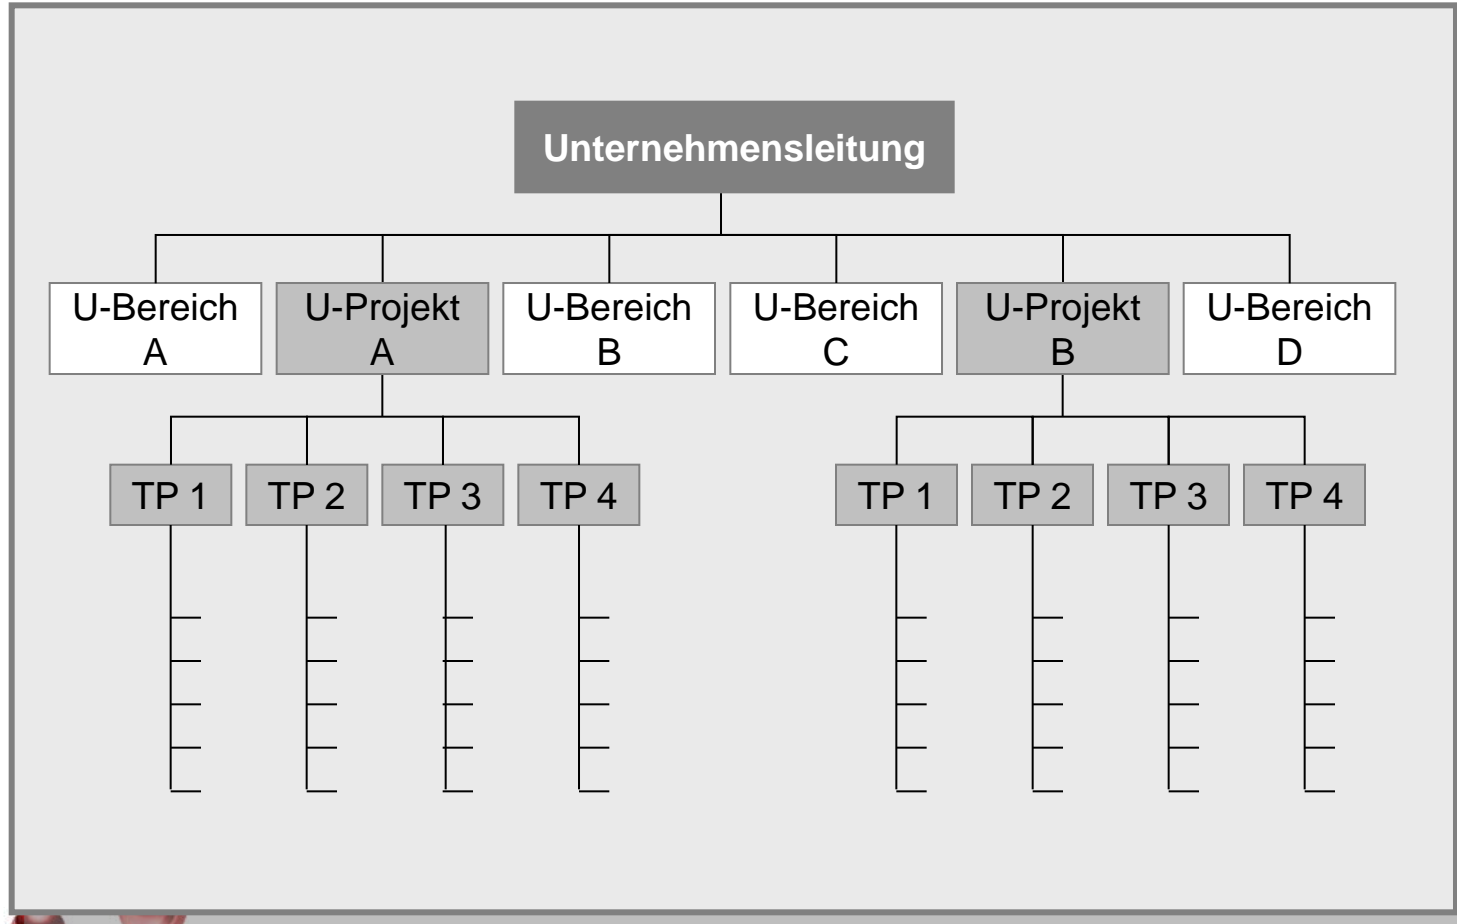 Unternehmensleitung
U-Bereich
A
U-Projekt
A
U-Bereich
B
U-Bereich
C
U-Projekt
B
U-Bereich
D
TP 1
TP 2
TP 3
TP 4
TP 1
TP 2
TP 3
TP 4